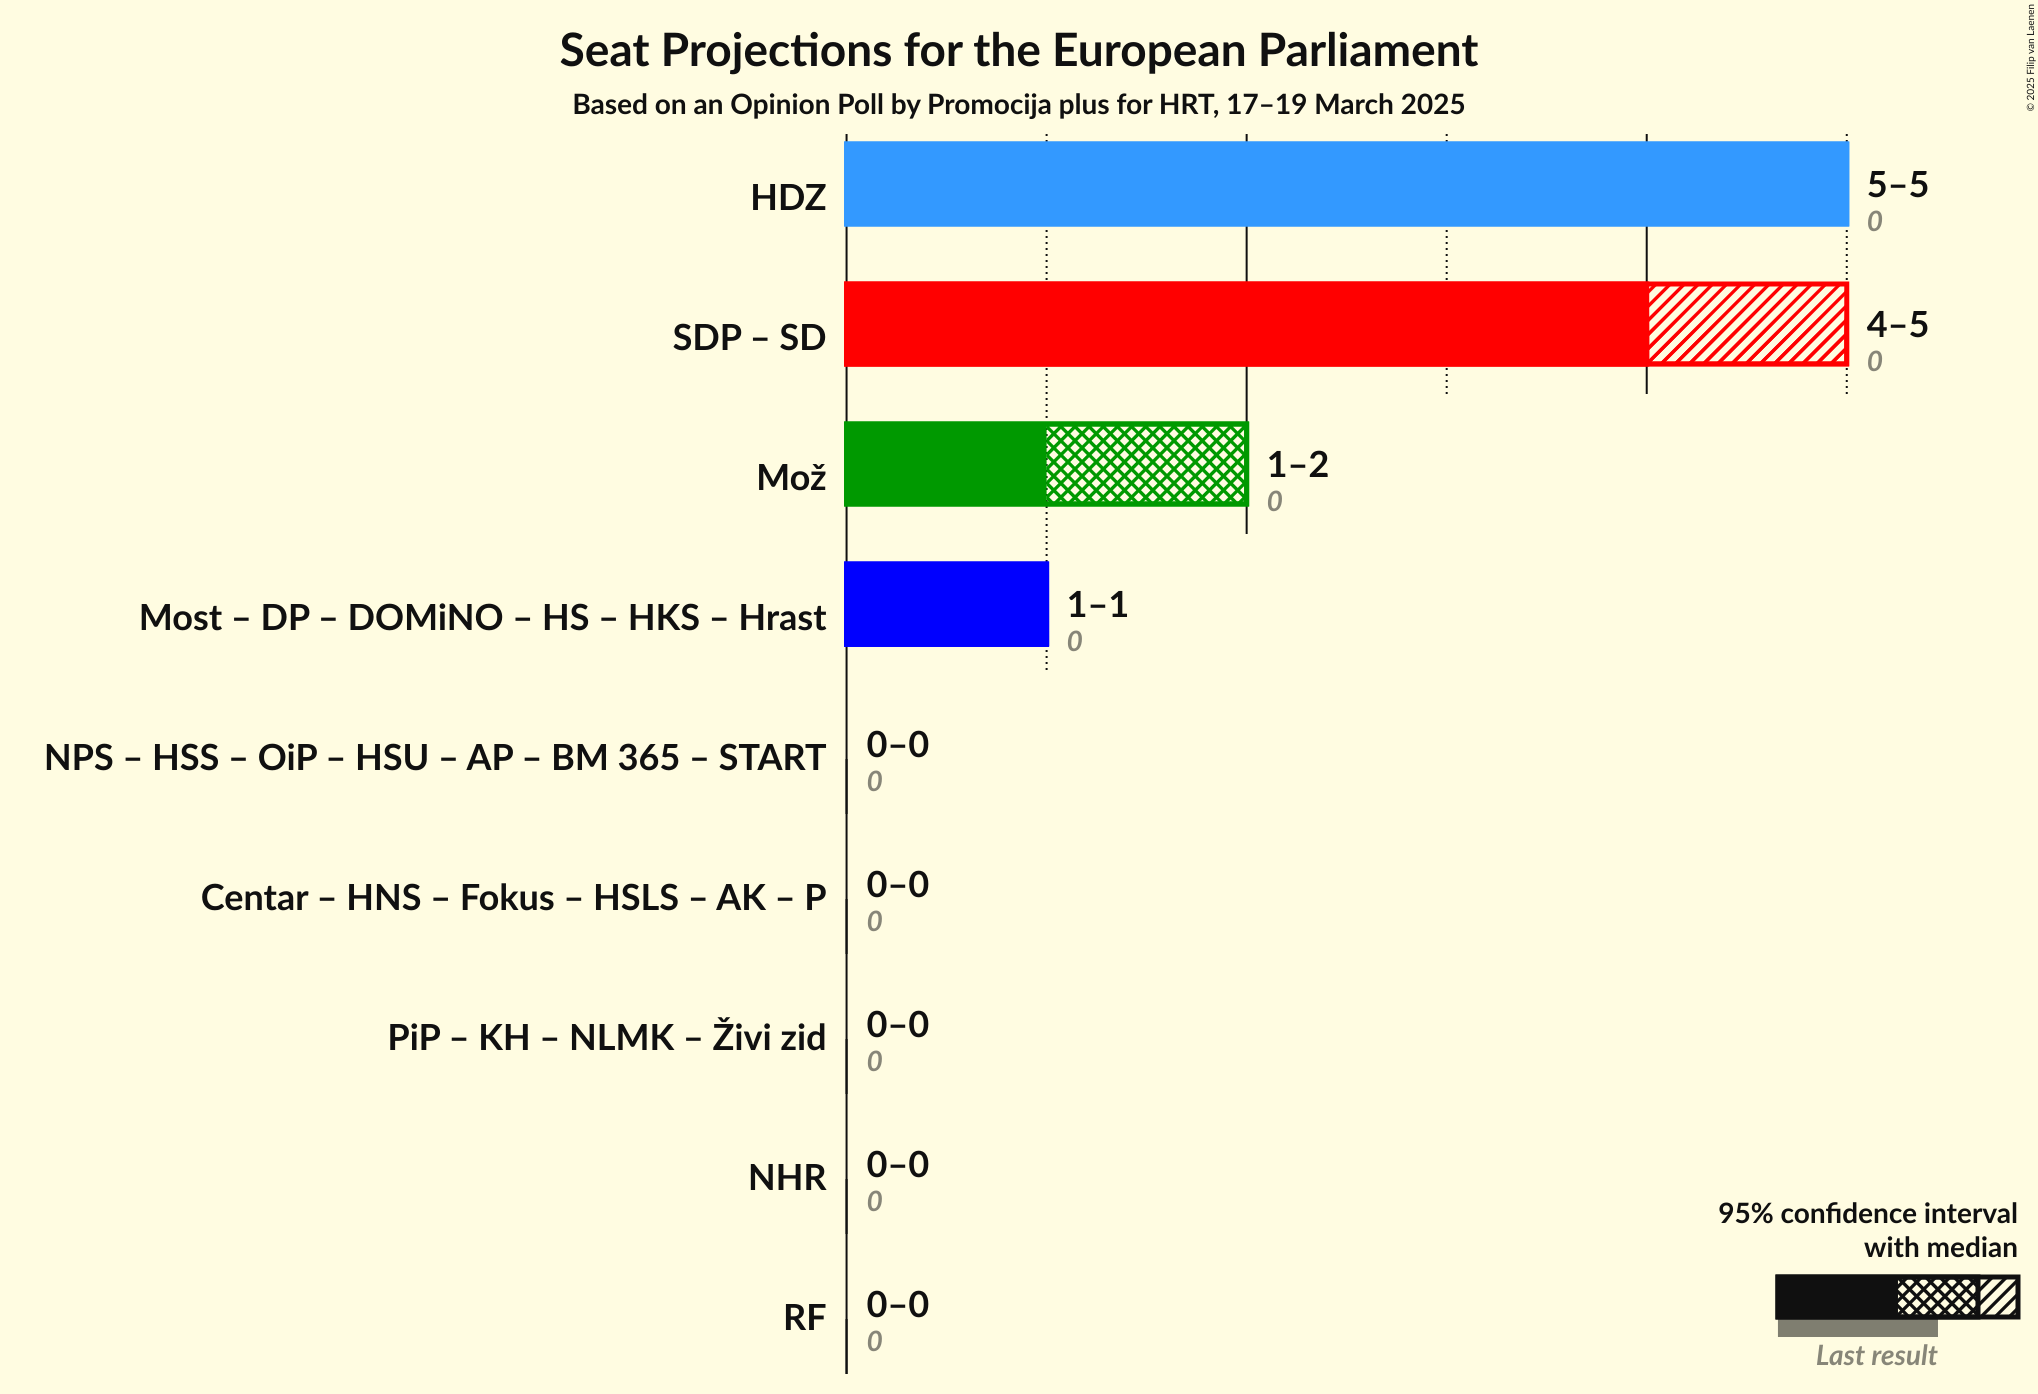 Seat Projections for the European Parliament
Based on an Opinion Poll by Promocija plus for HRT, 17–19 March 2025
© 2025 Filip van Laenen
HDZ
5–5
0
SDP – SD
4–5
0
Mož
1–2
0
Most – DP – DOMiNO – HS – HKS – Hrast
1–1
0
NPS – HSS – OiP – HSU – AP – BM 365 – START
0–0
0
Centar – HNS – Fokus – HSLS – AK – P
0–0
0
PiP – KH – NLMK – Živi zid
0–0
0
NHR
0–0
0
RF
0–0
0
95% confidence interval
with median
Last result